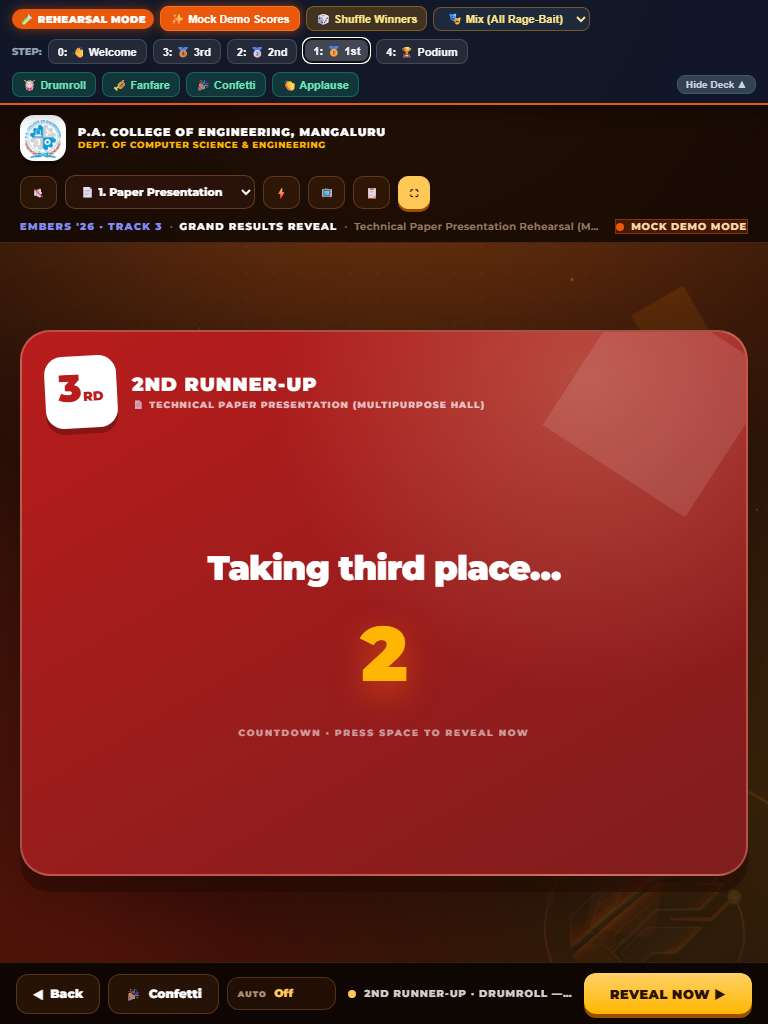 🧪 REHEARSAL MODE ✨ Mock Demo Scores 🎲 Shuffle Winners 🎭 Mix (All Rage-Bait)
STEP: 0: 👋 Welcome 3: 🥉 3rd 2: 🥈 2nd 1: 🥇 1st 4: 🏆 Podium
🥁 Drumroll 🎺 Fanfare 🎉 Confetti 👏 Applause Hide Deck ▲
P.A. COLLEGE OF ENGINEERING, MANGALURU
DEPT. OF COMPUTER SCIENCE & ENGINEERING
📄 1. Paper Presentation
EMBERS '26 • TRACK 3 · GRAND RESULTS REVEAL · Technical Paper Presentation Rehearsal (M... MOCK DEMO MODE
3RD
2ND RUNNER-UP
📄 TECHNICAL PAPER PRESENTATION (MULTIPURPOSE HALL)
Taking third place...
2
COUNTDOWN • PRESS SPACE TO REVEAL NOW
◀ Back 🎉 Confetti AUTO Off 2ND RUNNER-UP · DRUMROLL —... REVEAL NOW ▶